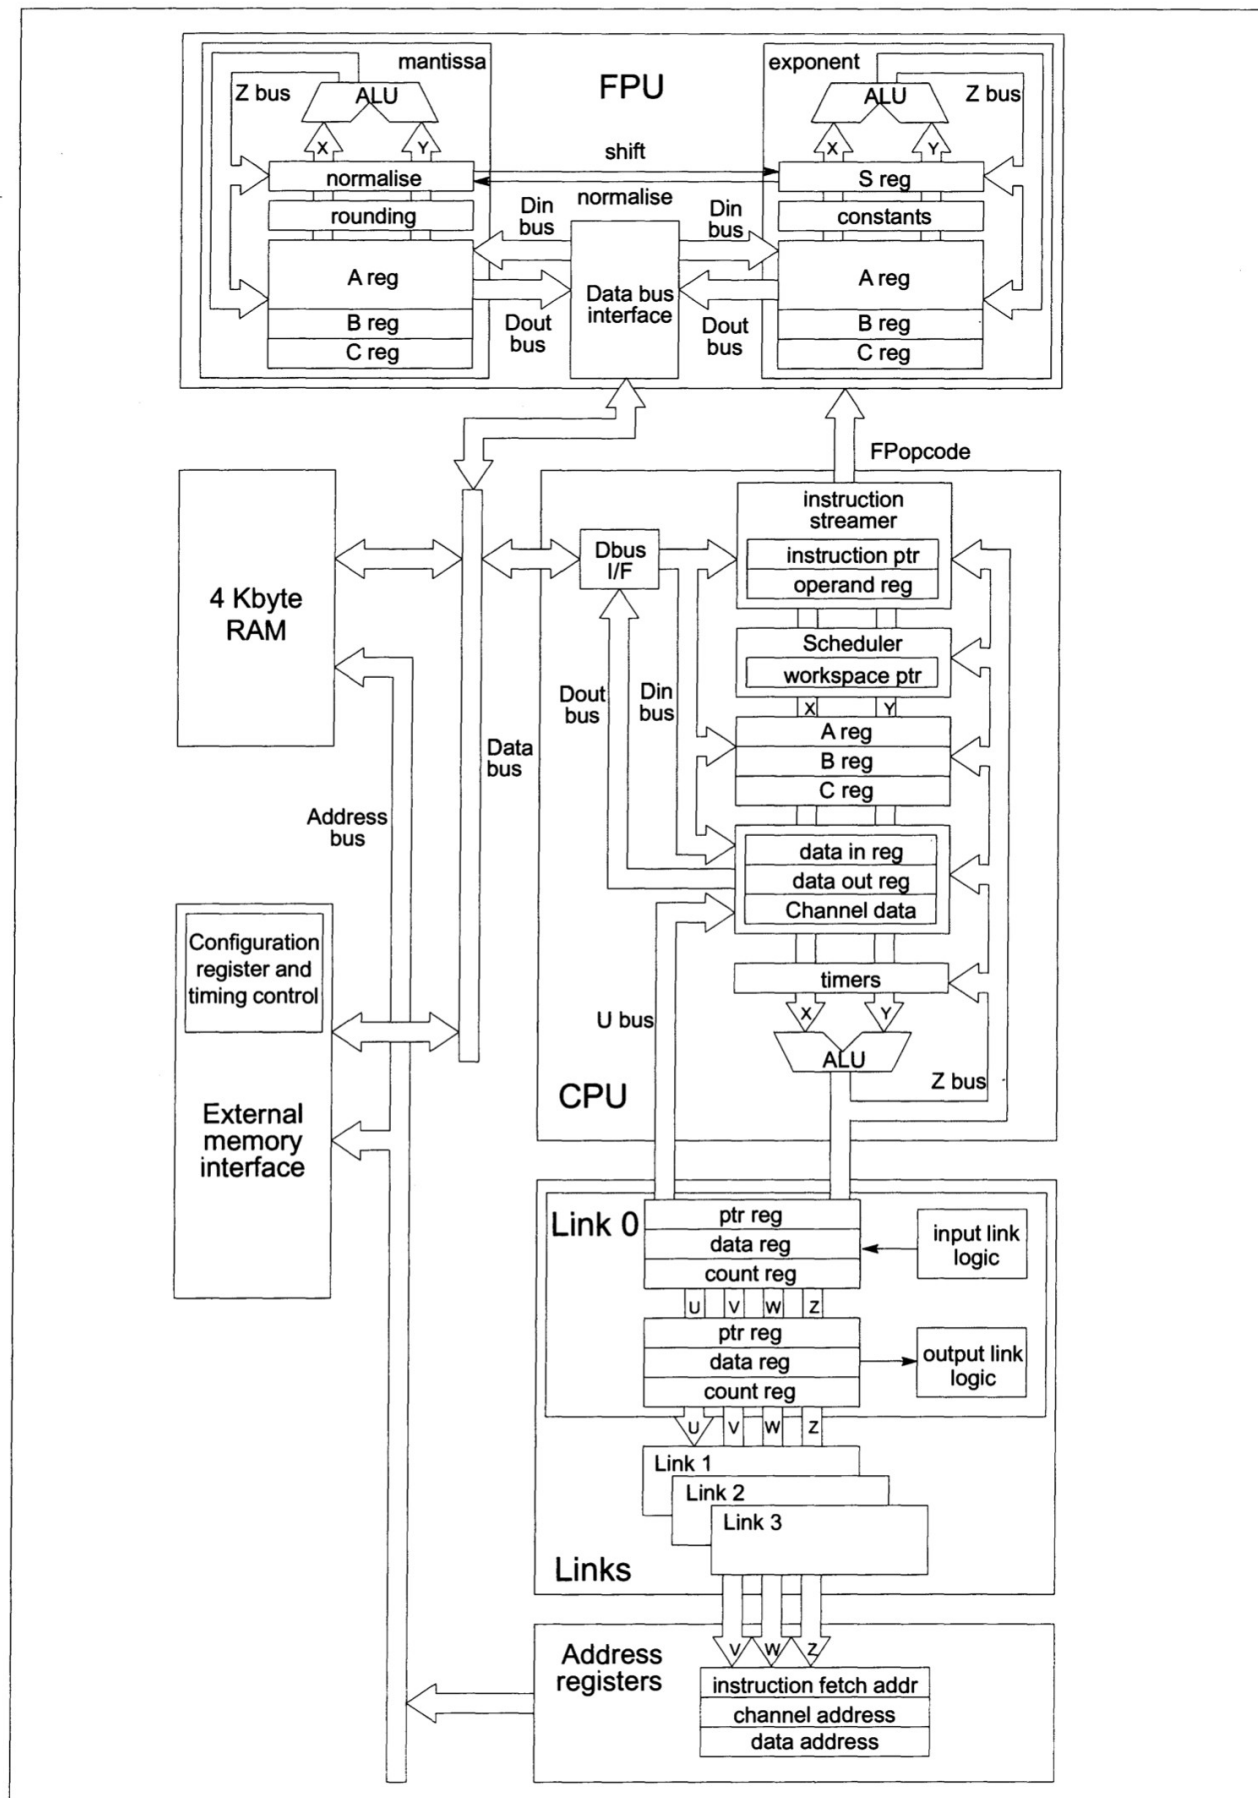 mantissa
FPU
exponent
Z bus
ALU
ALU
Z bus
X
Y
X
Y
shift
normalise
S reg
normalise
rounding
Din
bus
Din
bus
constants
A reg
Data bus
interface
A reg
B reg
Dout
bus
Dout
bus
B reg
C reg
C reg
FPopcode
4 Kbyte
RAM
instruction
streamer
Dbus
I/F
instruction ptr
operand reg
Scheduler
workspace ptr
Dout
bus
Din
bus
X
Y
Data
bus
A reg
B reg
C reg
Address
bus
data in reg
data out reg
Channel data
Configuration
register and
timing control
timers
U bus
X
Y
ALU
Z bus
CPU
External
memory
interface
Link 0
ptr reg
data reg
count reg
input link
logic
U
V
W
Z
ptr reg
data reg
count reg
output link
logic
U
V
W
Z
Link 1
Link 2
Link 3
Links
Address
registers
V
W
Z
instruction fetch addr
channel address
data address